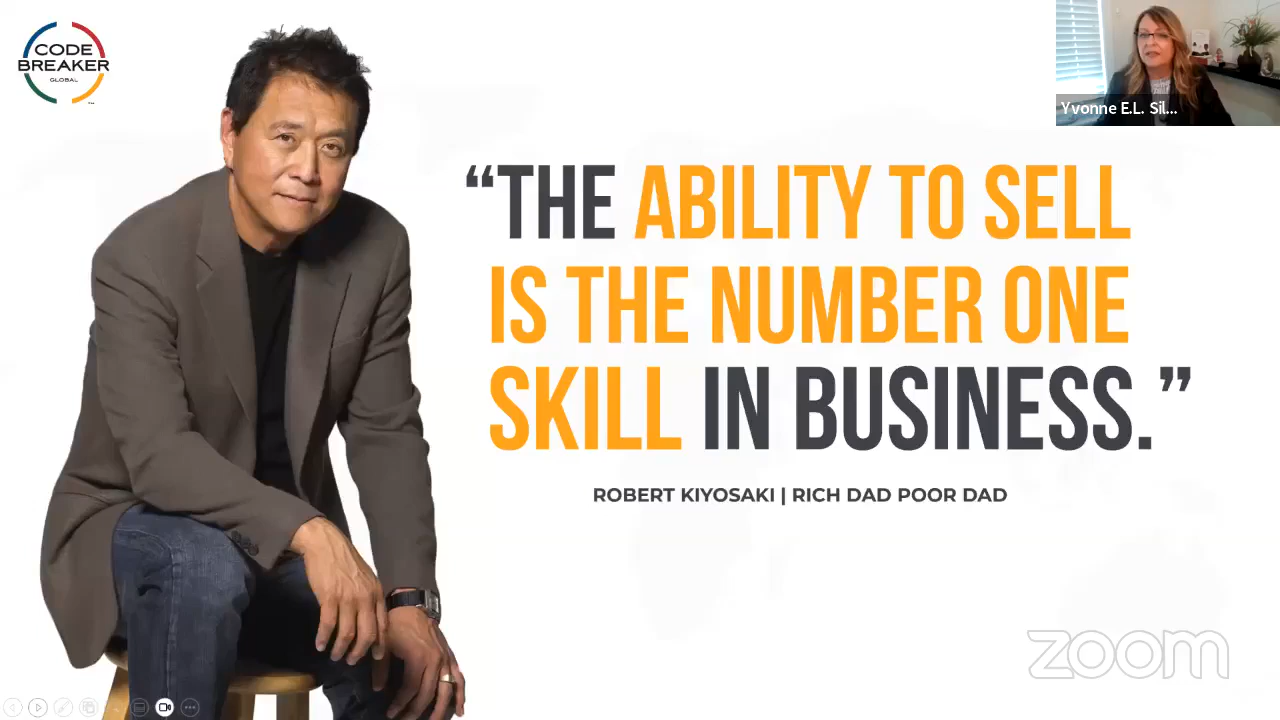 CODE
BREAKER
GLOBAL
Yvonne E.L. Sil...
“THE ABILITY TO SELL
IS THE NUMBER ONE
SKILL IN BUSINESS.”
ROBERT KIYOSAKI | RICH DAD POOR DAD
zoom